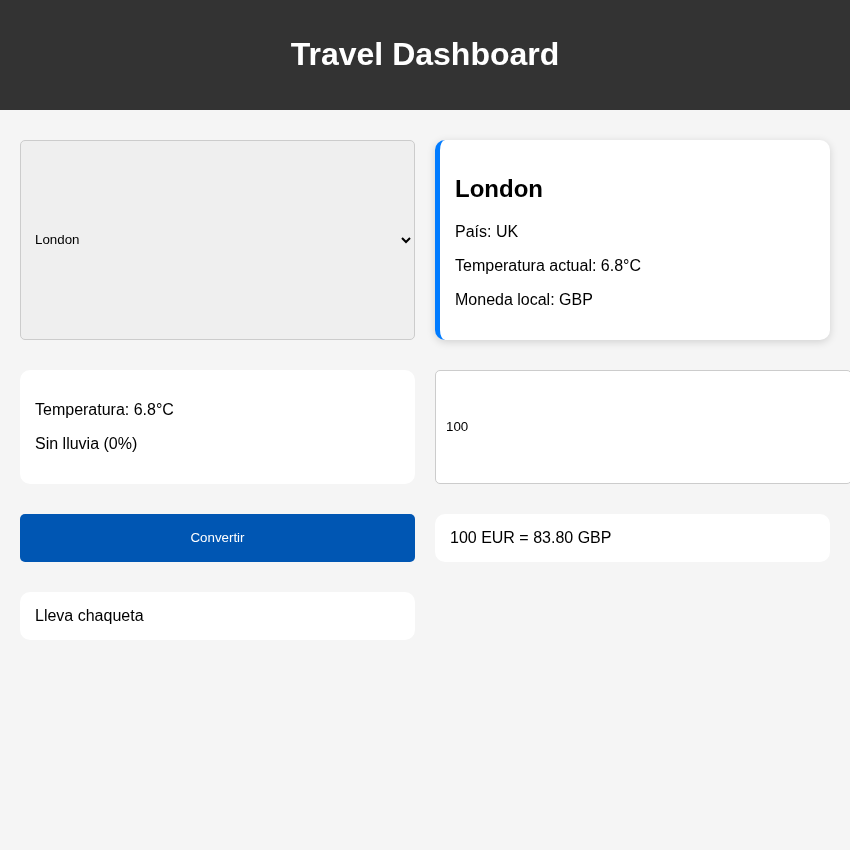 Travel Dashboard
London
London
País: UK
Temperatura actual: 6.8°C
Moneda local: GBP
Temperatura: 6.8°C
Sin lluvia (0%)
100
Convertir
100 EUR = 83.80 GBP
Lleva chaqueta